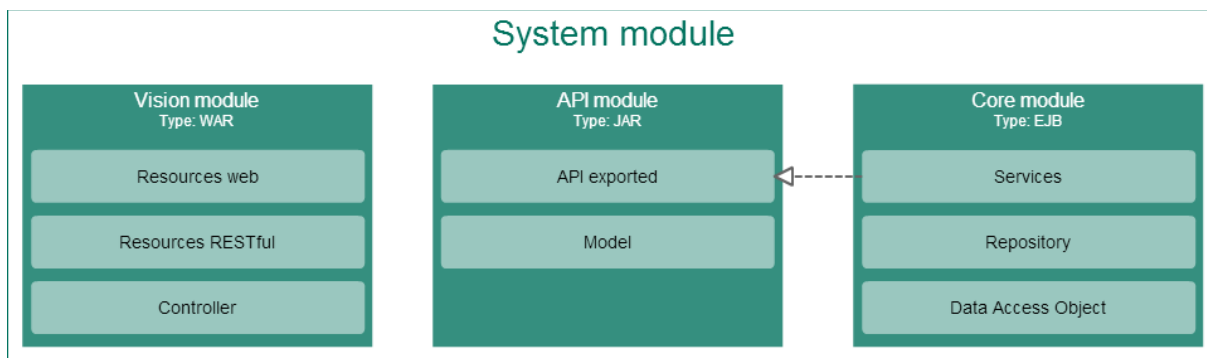 System module
Vision module
Type: WAR
Resources web
Resources RESTful
Controller
API module
Type: JAR
API exported
Model
Core module
Type: EJB
Services
Repository
Data Access Object